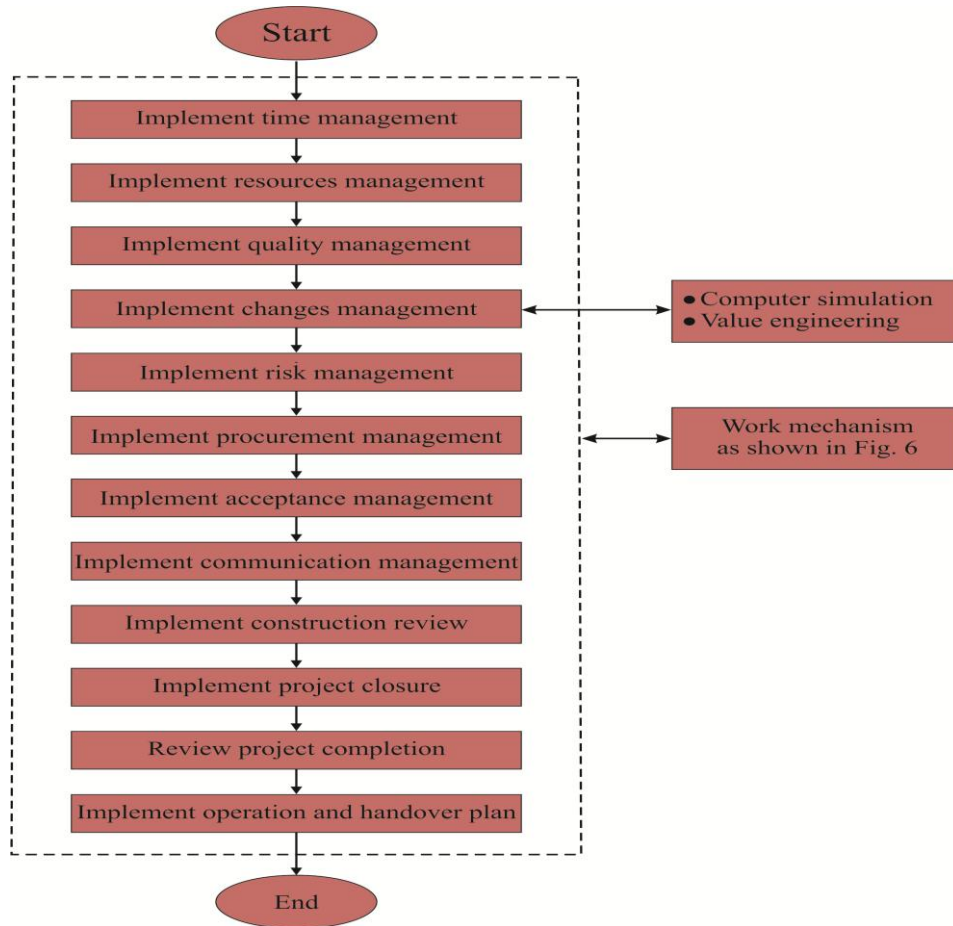 Start
Implement time management
Implement resources management
Implement quality management
Implement changes management
• Computer simulation
• Value engineering
Implement risk management
Implement procurement management
Work mechanism
as shown in Fig. 6
Implement acceptance management
Implement communication management
Implement construction review
Implement project closure
Review project completion
Implement operation and handover plan
End